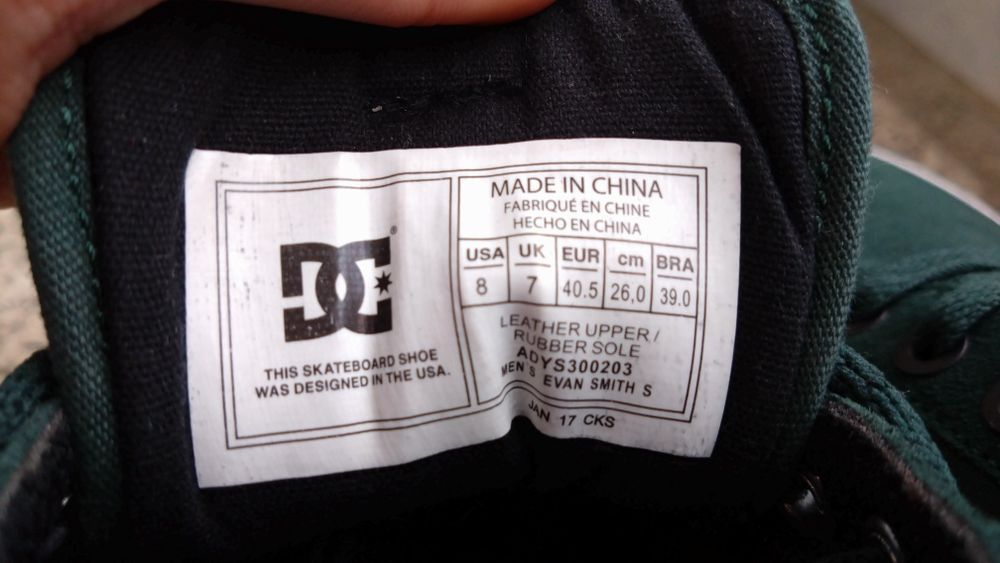 DC®
THIS SKATEBOARD SHOE
WAS DESIGNED IN THE USA.
MADE IN CHINA
FABRIQUÉ EN CHINE
HECHO EN CHINA
USA UK EUR cm BRA
8 7 40.5 26,0 39.0
LEATHER UPPER/
RUBBER SOLE
ADYS300203
MEN'S EVAN SMITH S
JAN 17 CKS